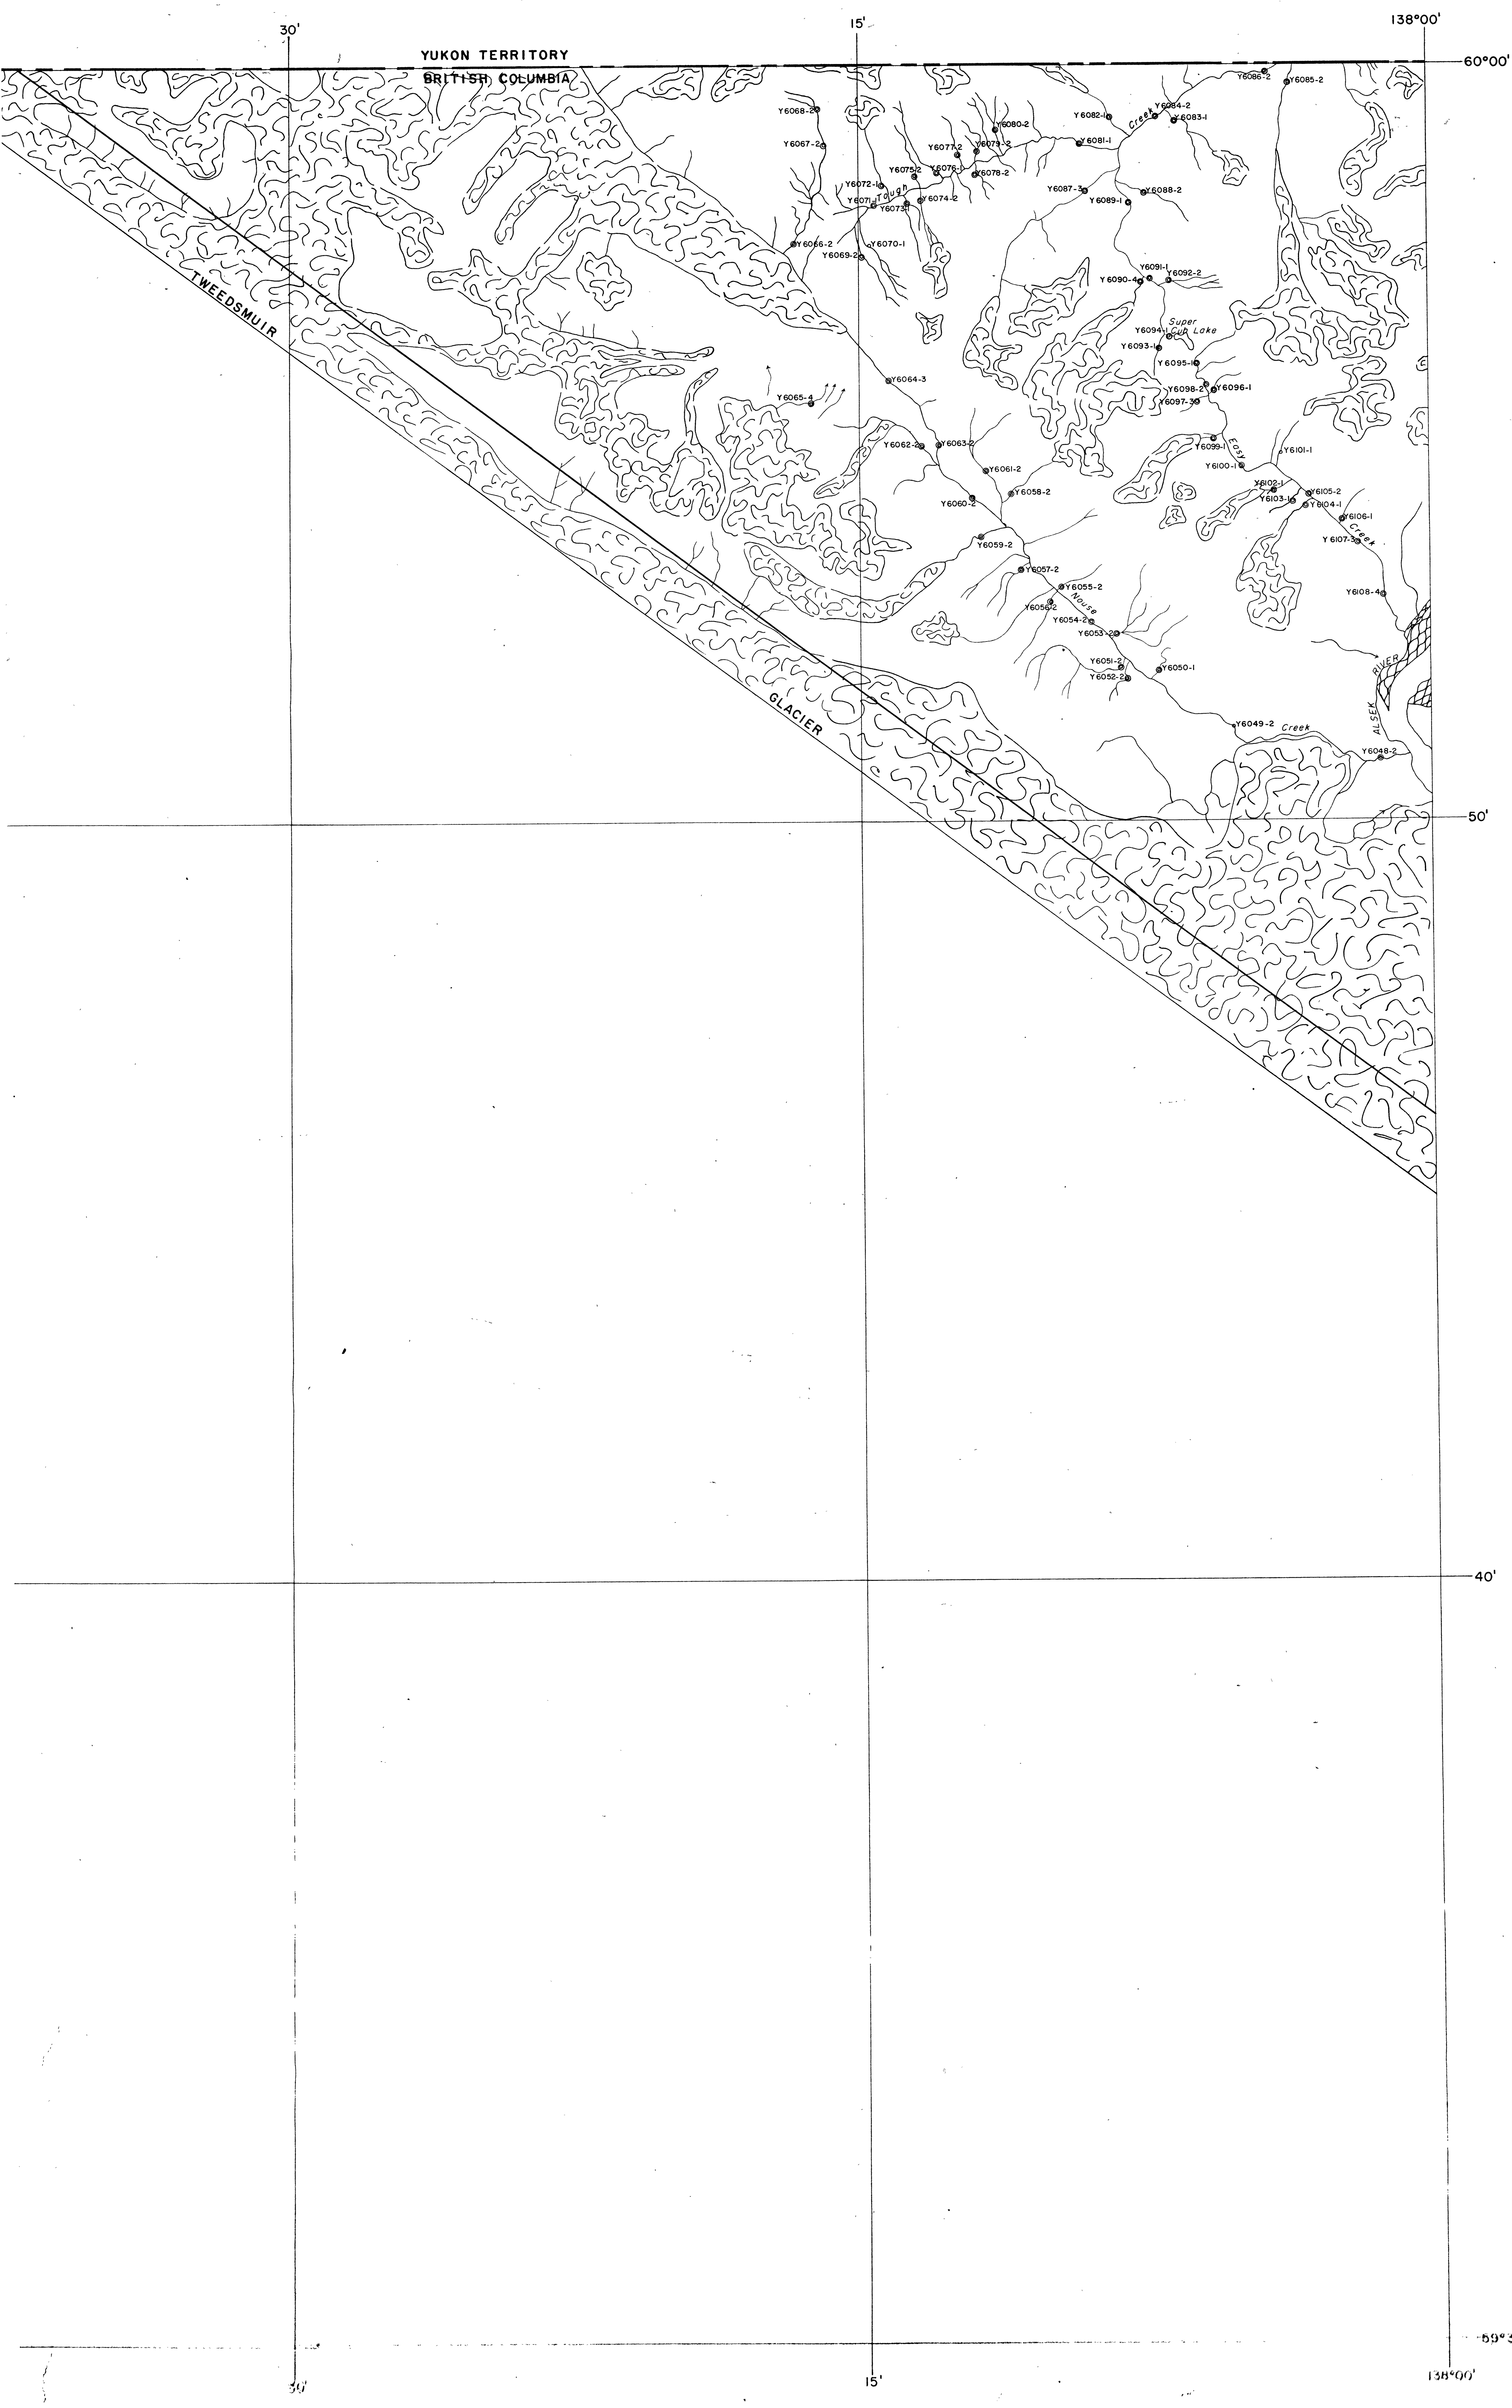 30'
15'
138°00'
YUKON TERRITORY
BRITISH COLUMBIA
60°00'
Y6086-2
Y6085-2
Y6068-2
Y6084-2
Y6082-1
Creek
Y6083-1
Y6080-2
Y6067-2
Y6081-1
Y6077-2
Y6079-2
Y6075-2
Y6076-1
Y6078-2
Y6072-1
Tough
Y6087-3
Y6088-2
Y6071-1
Y6074-2
Y6073-1
Y6089-1
Y6066-2
Y6070-1
Y6069-2
Y6091-1
Y6092-2
Y6090-4
TWEEDSMUIR
Super
Cub Lake
Y6094-1
Y6093-1
Y6095-1
Y6064-3
Y6098-2
Y6096-1
Y6065-4
Y6097-3
Y6062-2
Y6063-2
Y6099-1
Easy
Y6101-1
Y6100-1
Y6061-2
Y6102-1
Y6058-2
Y6105-2
Y6060-2
Y6103-1
Y6104-1
Y6106-1
Creek
Y6059-2
Y6107-3
Y6057-2
Y6055-2
Y6108-4
Nouse
Y6056-2
Y6054-2
Y6053-2
Y6051-2
Y6050-1
RIVER
Y6052-2
GLACIER
ALSEK
Y6049-2
Creek
Y6048-2
50'
40'
30'
15'
138°00'